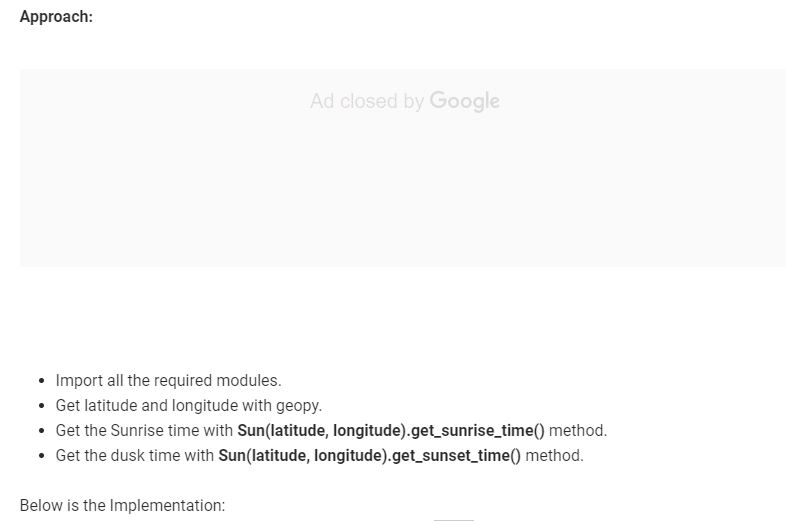 Approach:
Ad closed by Google
• Import all the required modules.
• Get latitude and longitude with geopy.
• Get the Sunrise time with Sun(latitude, longitude).get_sunrise_time() method.
• Get the dusk time with Sun(latitude, longitude).get_sunset_time() method.
Below is the Implementation: